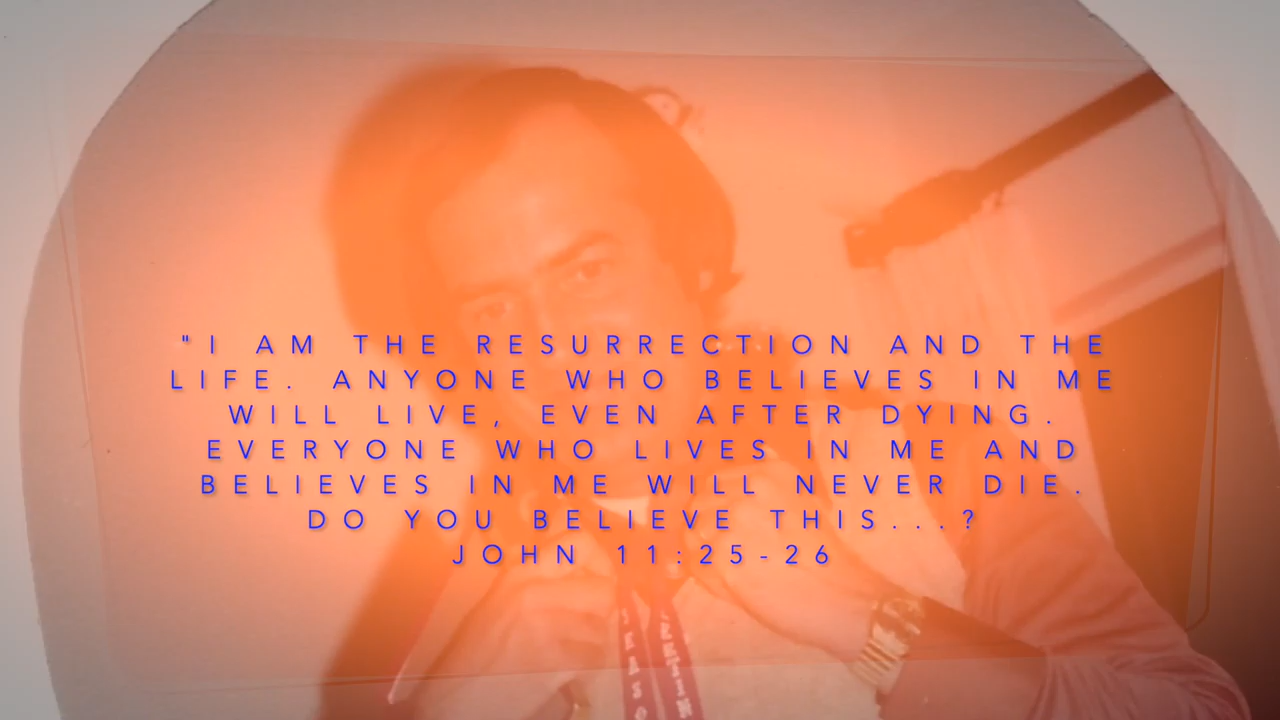 "I AM THE RESURRECTION AND THE
LIFE. ANYONE WHO BELIEVES IN ME
WILL LIVE, EVEN AFTER DYING.
EVERYONE WHO LIVES IN ME AND
BELIEVES IN ME WILL NEVER DIE.
DO YOU BELIEVE THIS...?
JOHN 11:25-26